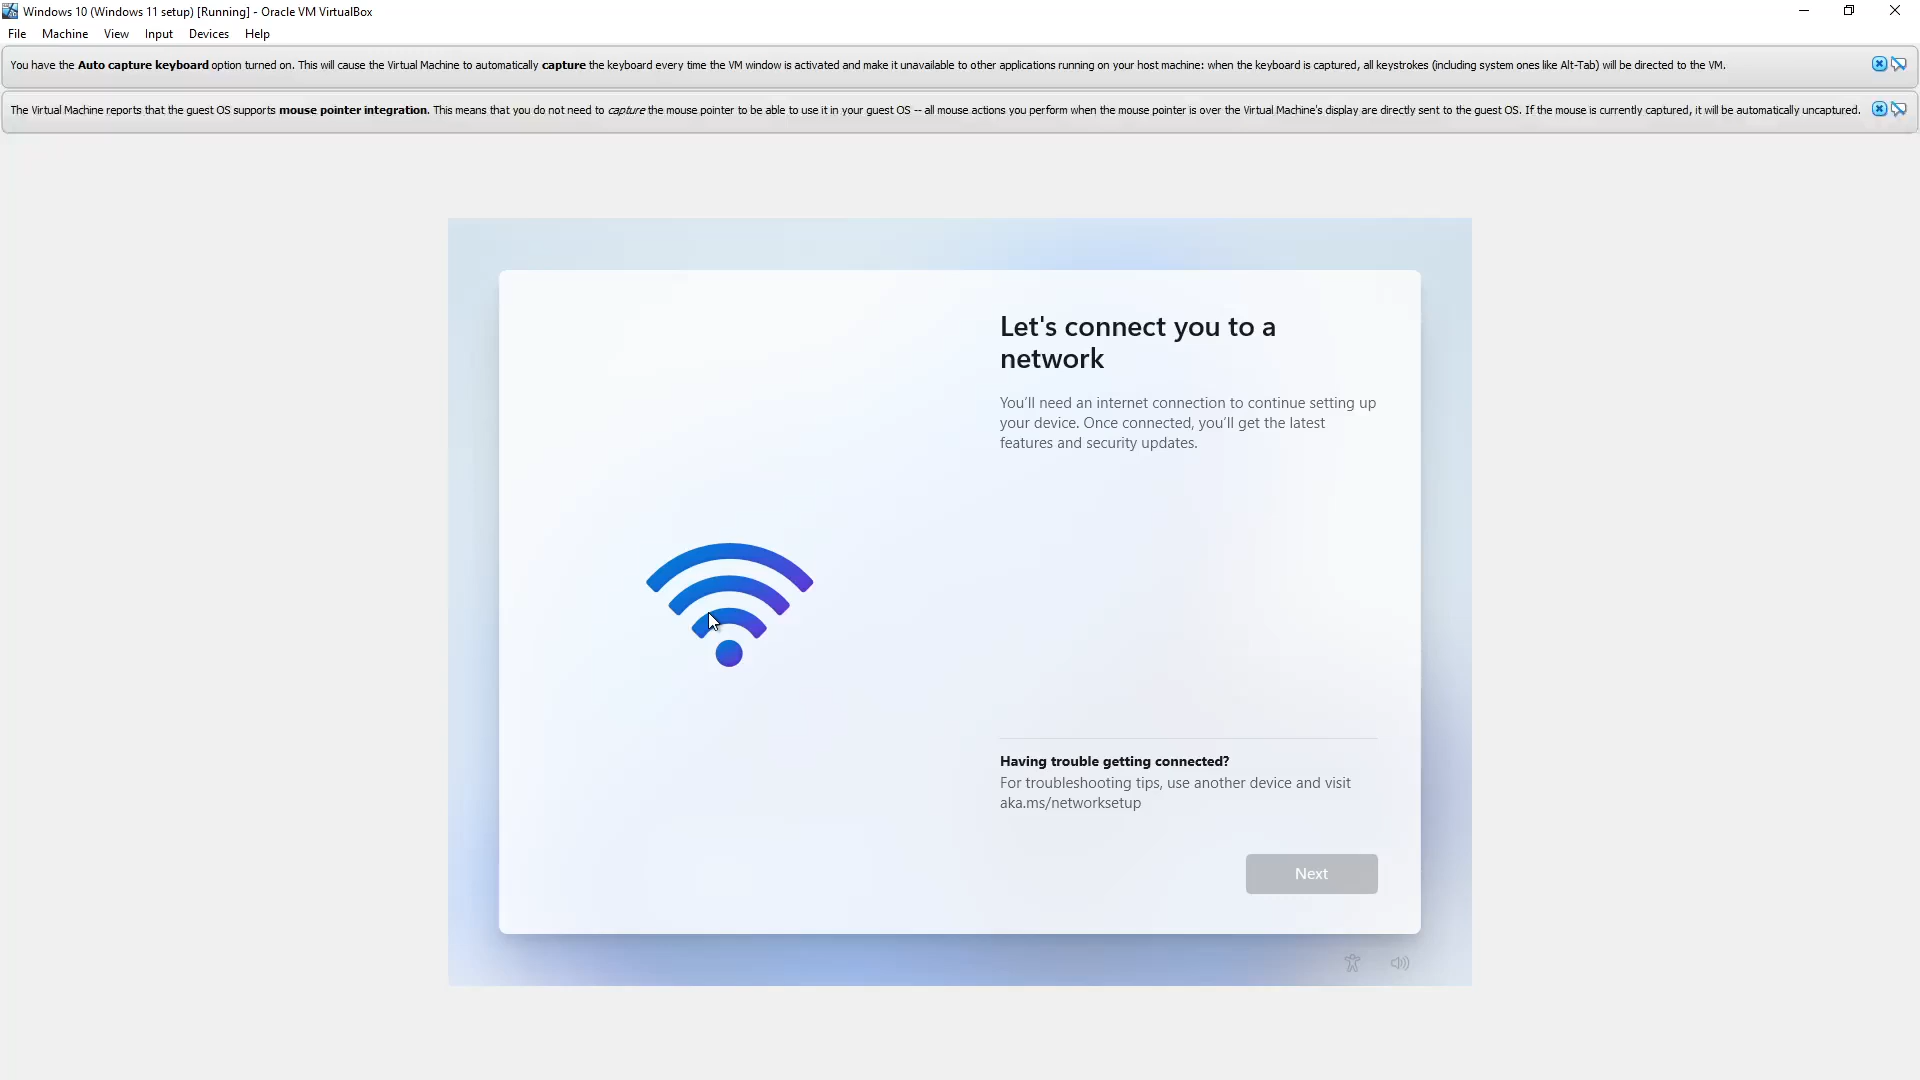 Windows 10 (Windows 11 setup) [Running] - Oracle VM VirtualBox
File Machine View Input Devices Help
You have the Auto capture keyboard option turned on. This will cause the Virtual Machine to automatically capture the keyboard every time the VM window is activated and make it unavailable to other applications running on your host machine: when the keyboard is captured, all keystrokes (including system ones like Alt-Tab) will be directed to the VM.
The Virtual Machine reports that the guest OS supports mouse pointer integration. This means that you do not need to capture the mouse pointer to be able to use it in your guest OS -- all mouse actions you perform when the mouse pointer is over the Virtual Machine's display are directly sent to the guest OS. If the mouse is currently captured, it will be automatically uncaptured.
Let's connect you to a
network
You'll need an internet connection to continue setting up
your device. Once connected, you'll get the latest
features and security updates.
Having trouble getting connected?
For troubleshooting tips, use another device and visit
aka.ms/networksetup
Next